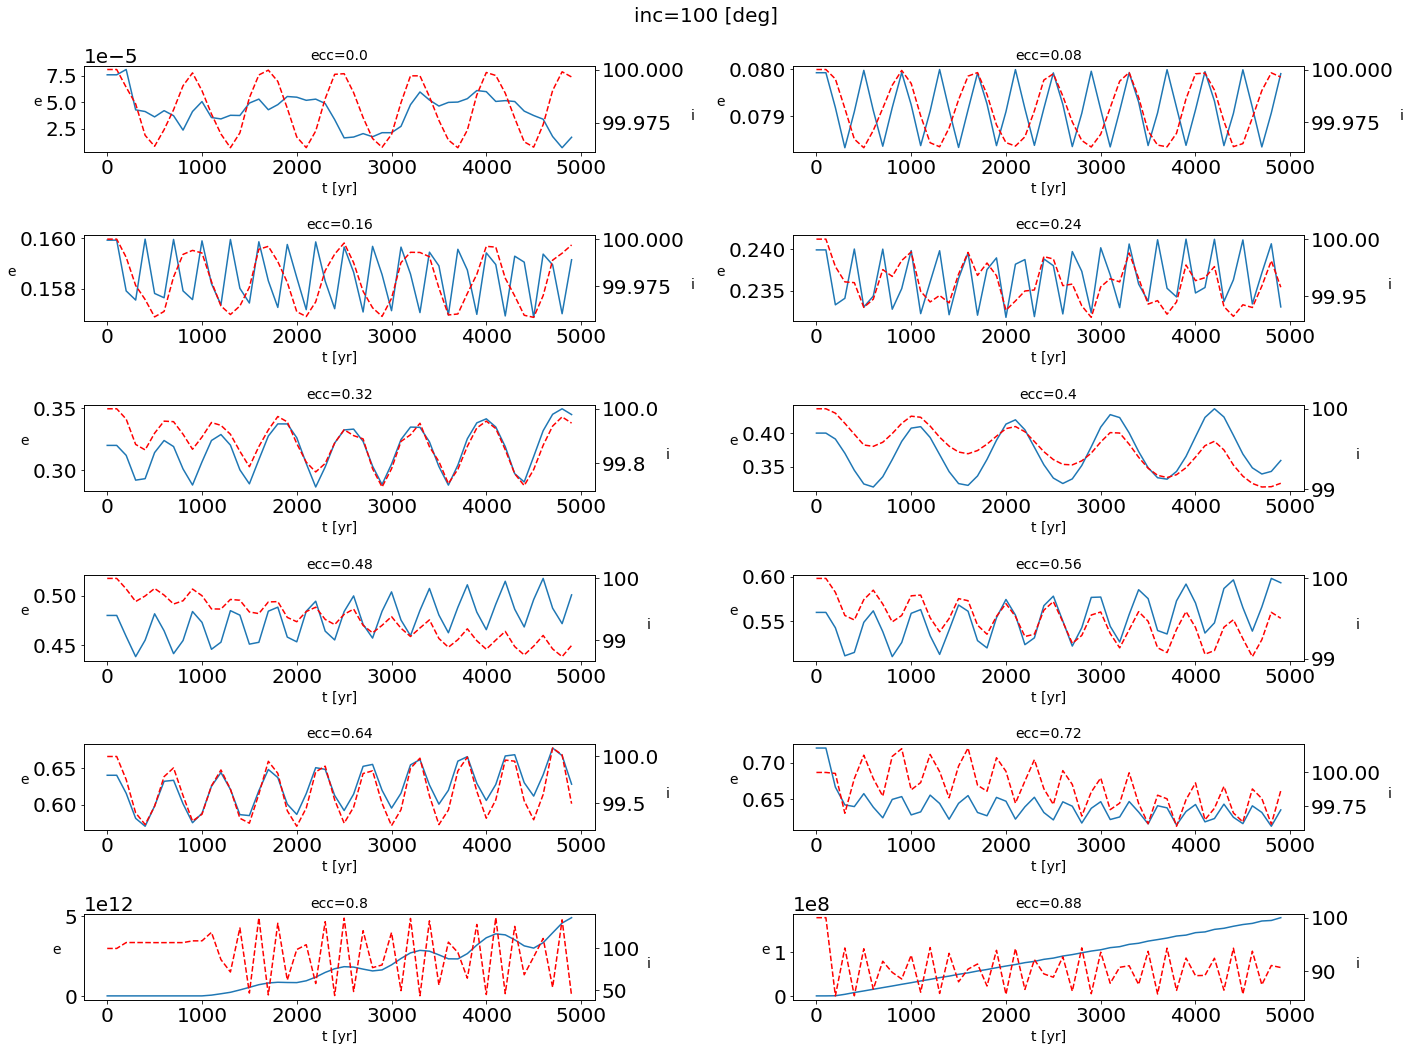 inc=100 [deg]
1e−5
ecc=0.0
7.5
5.0
2.5
e
100.000
99.975
i
0 1000 2000 3000 4000 5000
t [yr]
ecc=0.08
0.080
0.079
e
100.000
99.975
i
0 1000 2000 3000 4000 5000
t [yr]
ecc=0.16
0.160
0.158
e
100.000
99.975
i
0 1000 2000 3000 4000 5000
t [yr]
ecc=0.24
0.240
0.235
e
100.00
99.95
i
0 1000 2000 3000 4000 5000
t [yr]
ecc=0.32
0.35
0.30
e
100.0
99.8
i
0 1000 2000 3000 4000 5000
t [yr]
ecc=0.4
0.40
0.35
e
100
99
i
0 1000 2000 3000 4000 5000
t [yr]
ecc=0.48
0.50
0.45
e
100
99
i
0 1000 2000 3000 4000 5000
t [yr]
ecc=0.56
0.60
0.55
e
100
99
i
0 1000 2000 3000 4000 5000
t [yr]
ecc=0.64
0.65
0.60
e
100.0
99.5
i
0 1000 2000 3000 4000 5000
t [yr]
ecc=0.72
0.70
0.65
e
100.00
99.75
i
0 1000 2000 3000 4000 5000
t [yr]
1e12
ecc=0.8
5
0
e
100
50
i
0 1000 2000 3000 4000 5000
t [yr]
1e8
ecc=0.88
1
0
e
100
90
i
0 1000 2000 3000 4000 5000
t [yr]